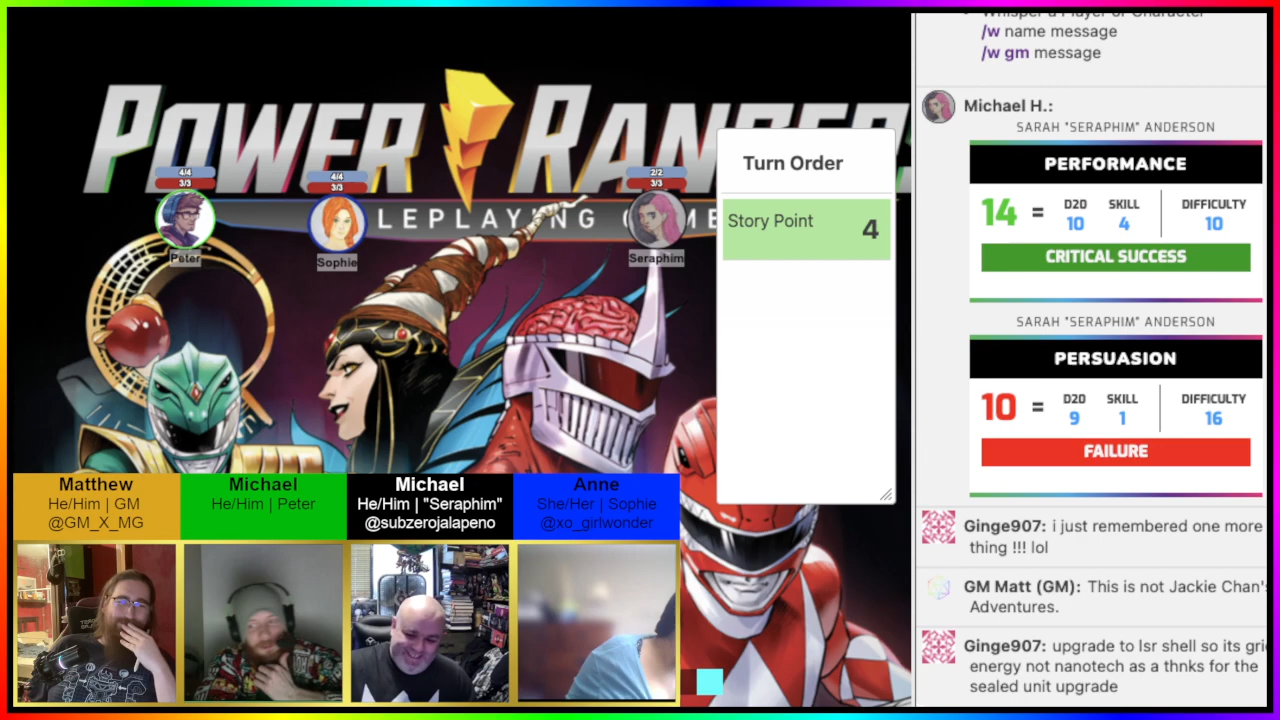 POWER RANGERS
LEPLAYING GAME
4/4
3/3
Peter
4/4
3/3
Sophie
2/2
3/3
Seraphim
Turn Order
Story Point
4
Matthew
He/Him | GM
@GM_X_MG
Michael
He/Him | Peter
Michael
He/Him | "Seraphim"
@subzerojalapeno
Anne
She/Her | Sophie
@xo_girlwonder
Whisper a Player or Character
/w name message
/w gm message
Michael H.:
SARAH "SERAPHIM" ANDERSON
PERFORMANCE
14 = D20 10 SKILL 4 DIFFICULTY 10
CRITICAL SUCCESS
SARAH "SERAPHIM" ANDERSON
PERSUASION
10 = D20 9 SKILL 1 DIFFICULTY 16
FAILURE
Ginge907: i just remembered one more
thing !!! lol
GM Matt (GM): This is not Jackie Chan's
Adventures.
Ginge907: upgrade to lsr shell so its gri
energy not nanotech as a thnks for the
sealed unit upgrade